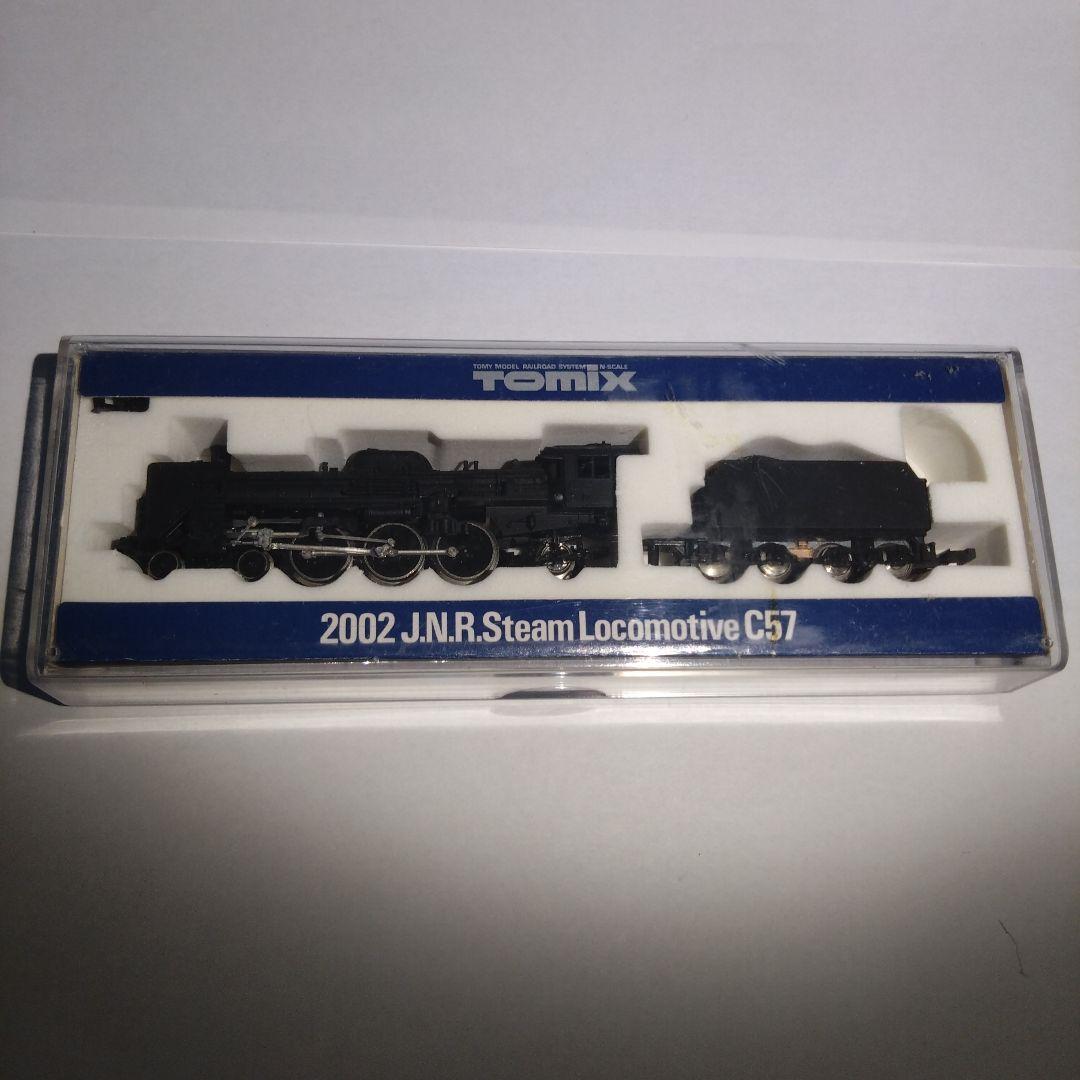 TOMY MODEL RAILROAD SYSTEM N-SCALE
TOMIX
2002 J.N.R.Steam Locomotive C57